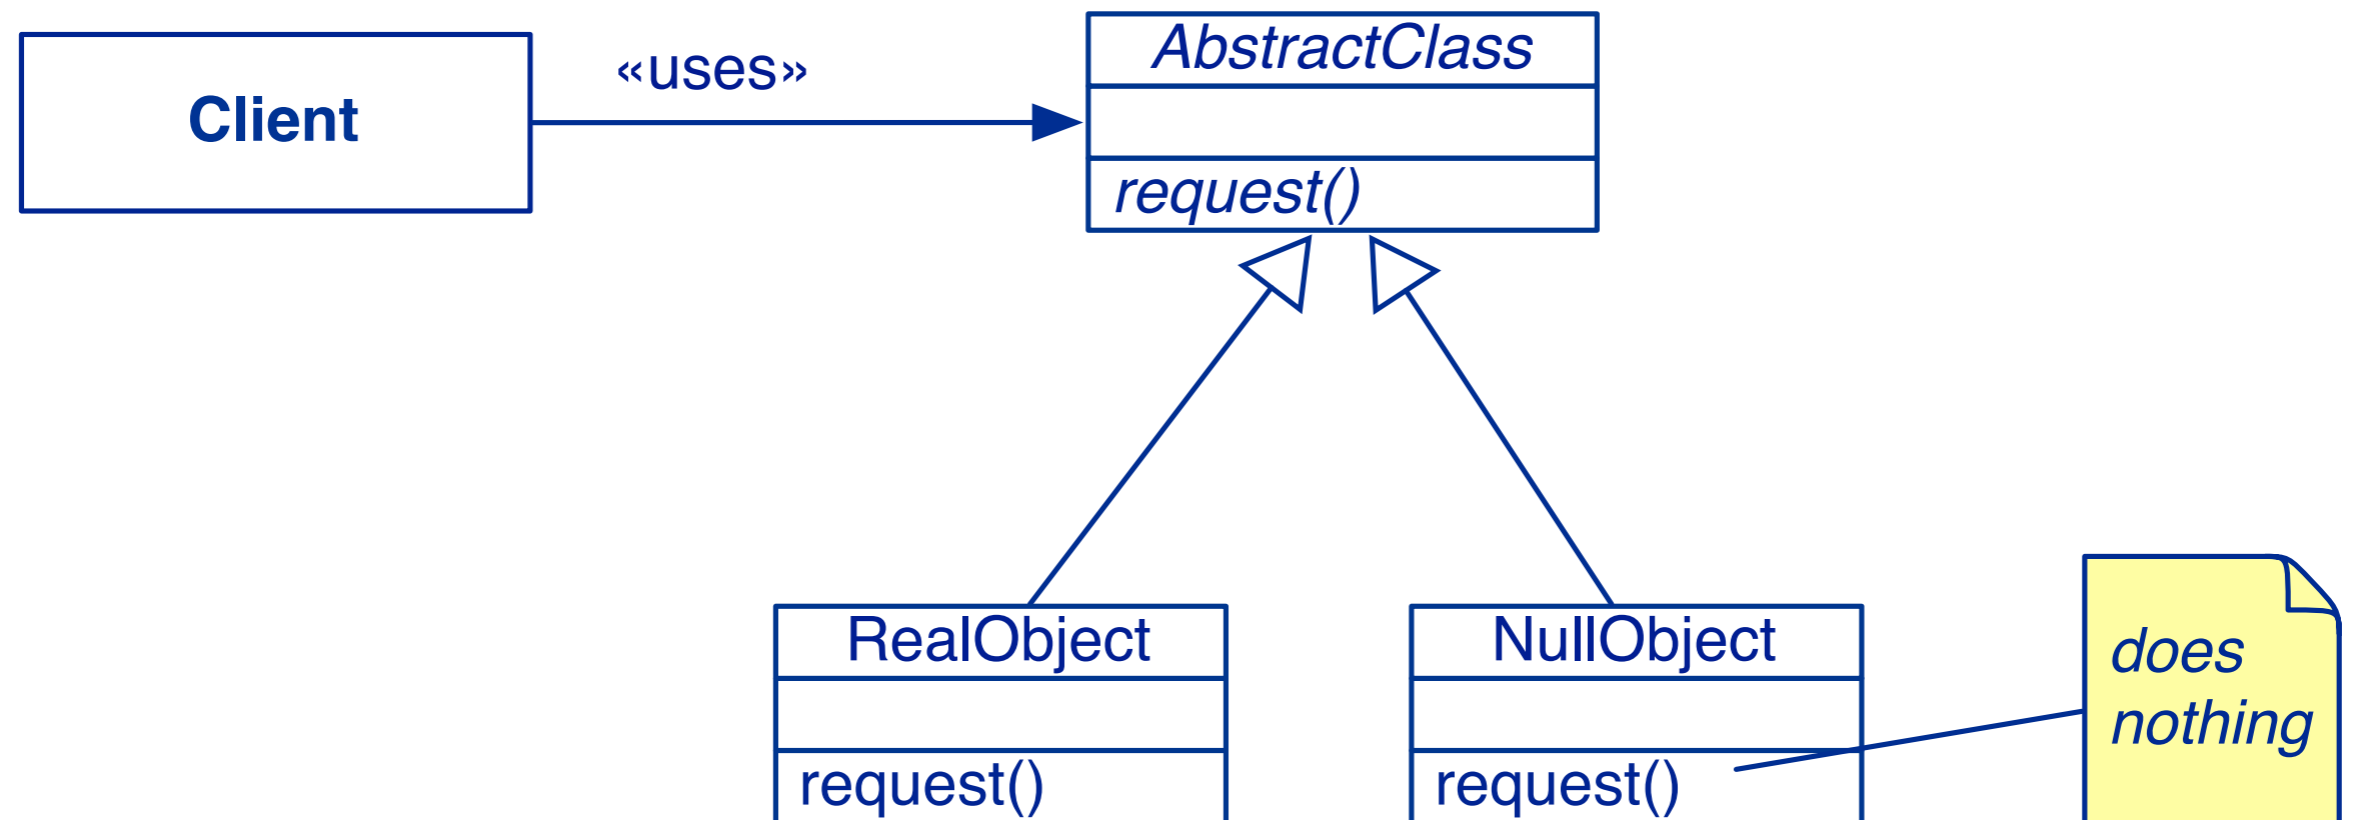 Client
«uses»
AbstractClass
request()
RealObject
request()
NullObject
request()
does
nothing